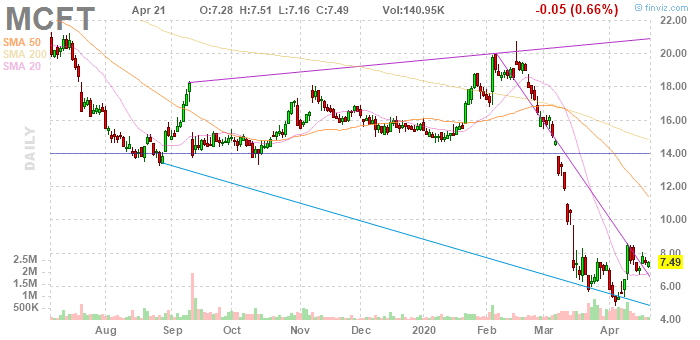 MCFT Apr 21 O:7.28 H:7.51 L:7.16 C:7.49 Vol:140.95K -0.05 (0.66%)
© finviz.com
SMA 50
SMA 200
SMA 20
DAILY
22.00
20.00
18.00
16.00
14.00
12.00
10.00
8.00
7.49
6.00
4.00
2.5M
2M
1.5M
1M
500K
Aug Sep Oct Nov Dec 2020 Feb Mar Apr